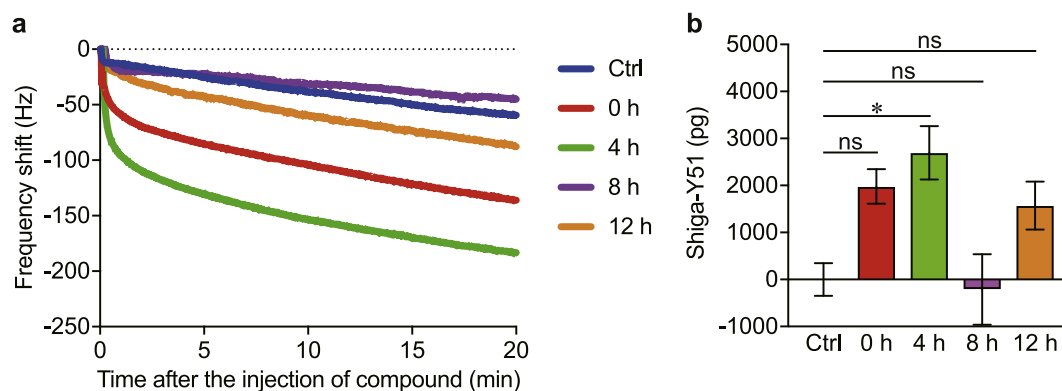 a
0
-50
-100
-150
-200
-250
Frequency shift (Hz)
0
5
10
15
20
Time after the injection of compound (min)
Ctrl
0 h
4 h
8 h
12 h
b
5000
4000
3000
2000
1000
0
-1000
Shiga-Y51 (pg)
ns
ns
*
ns
Ctrl
0 h
4 h
8 h
12 h